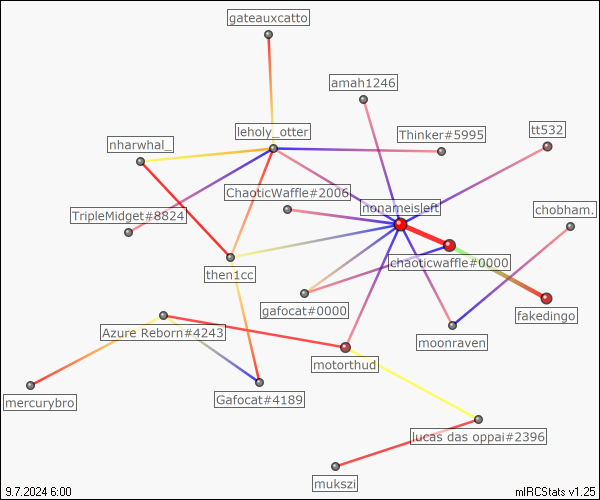 gateauxcatto
amah1246
leholy_otter
Thinker#5995
tt532
nharwhal_
ChaoticWaffle#2006
nonameisleft
TripleMidget#8824
chobham.
then1cc
chaoticwaffle#0000
gafocat#0000
fakedingo
Azure Reborn#4243
moonraven
motorthud
mercurybro
Gafocat#4189
lucas das oppai#2396
mukszi
9.7.2024 6:00
mIRCStats v1.25